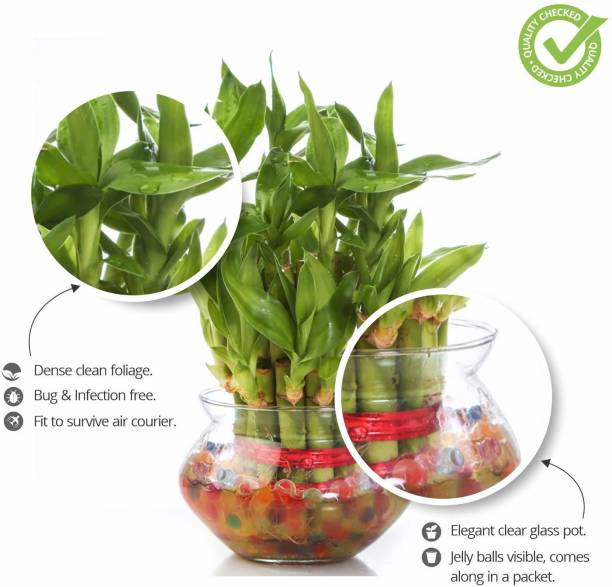 QUALITY CHECKED
QUALITY CHECKED
Dense clean foliage.
Bug & Infection free.
Fit to survive air courier.
Elegant clear glass pot.
Jelly balls visible, comes
along in a packet.